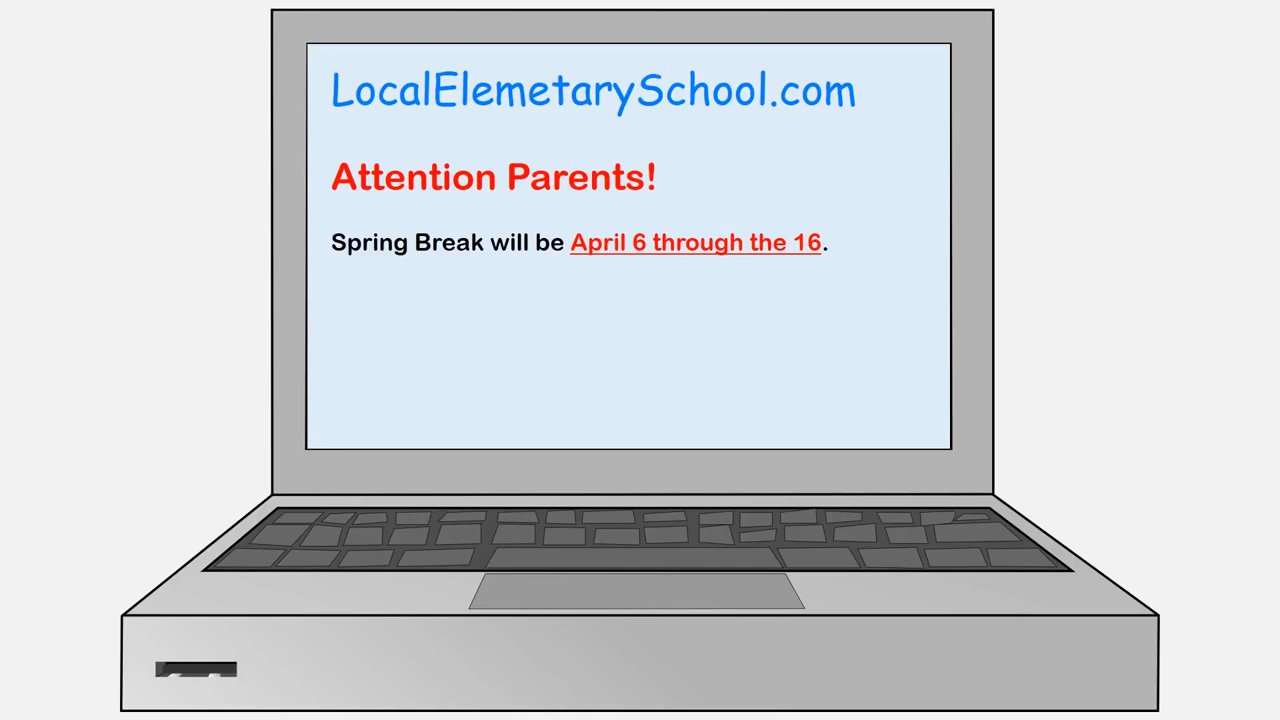 LocalElemetarySchool.com
Attention Parents!
Spring Break will be April 6 through the 16.